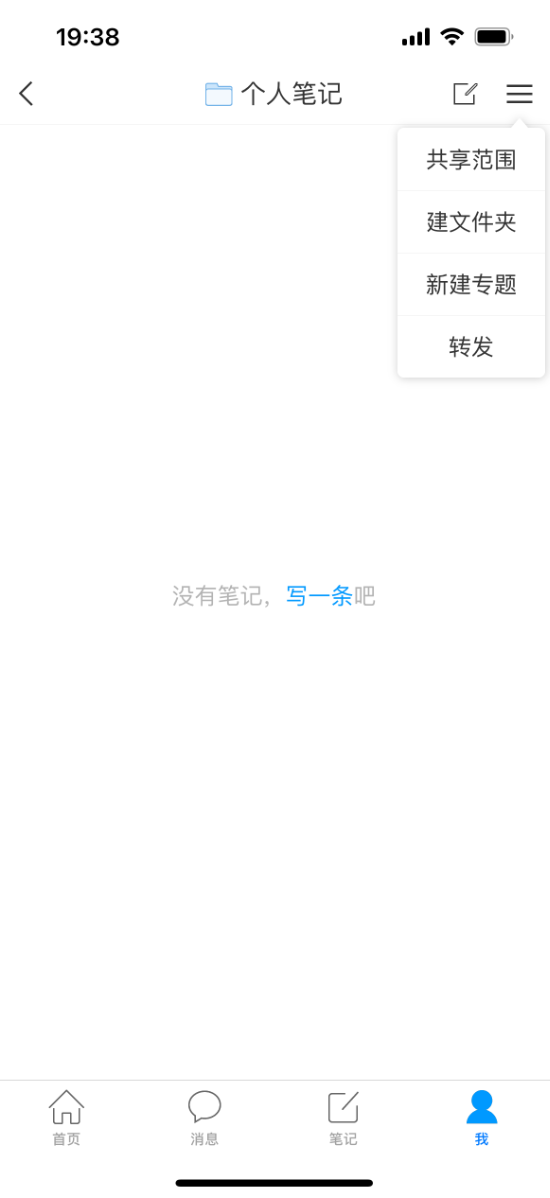 19:38
个人笔记
共享范围
建文件夹
新建专题
转发
没有笔记，写一条吧
首页
消息
笔记
我